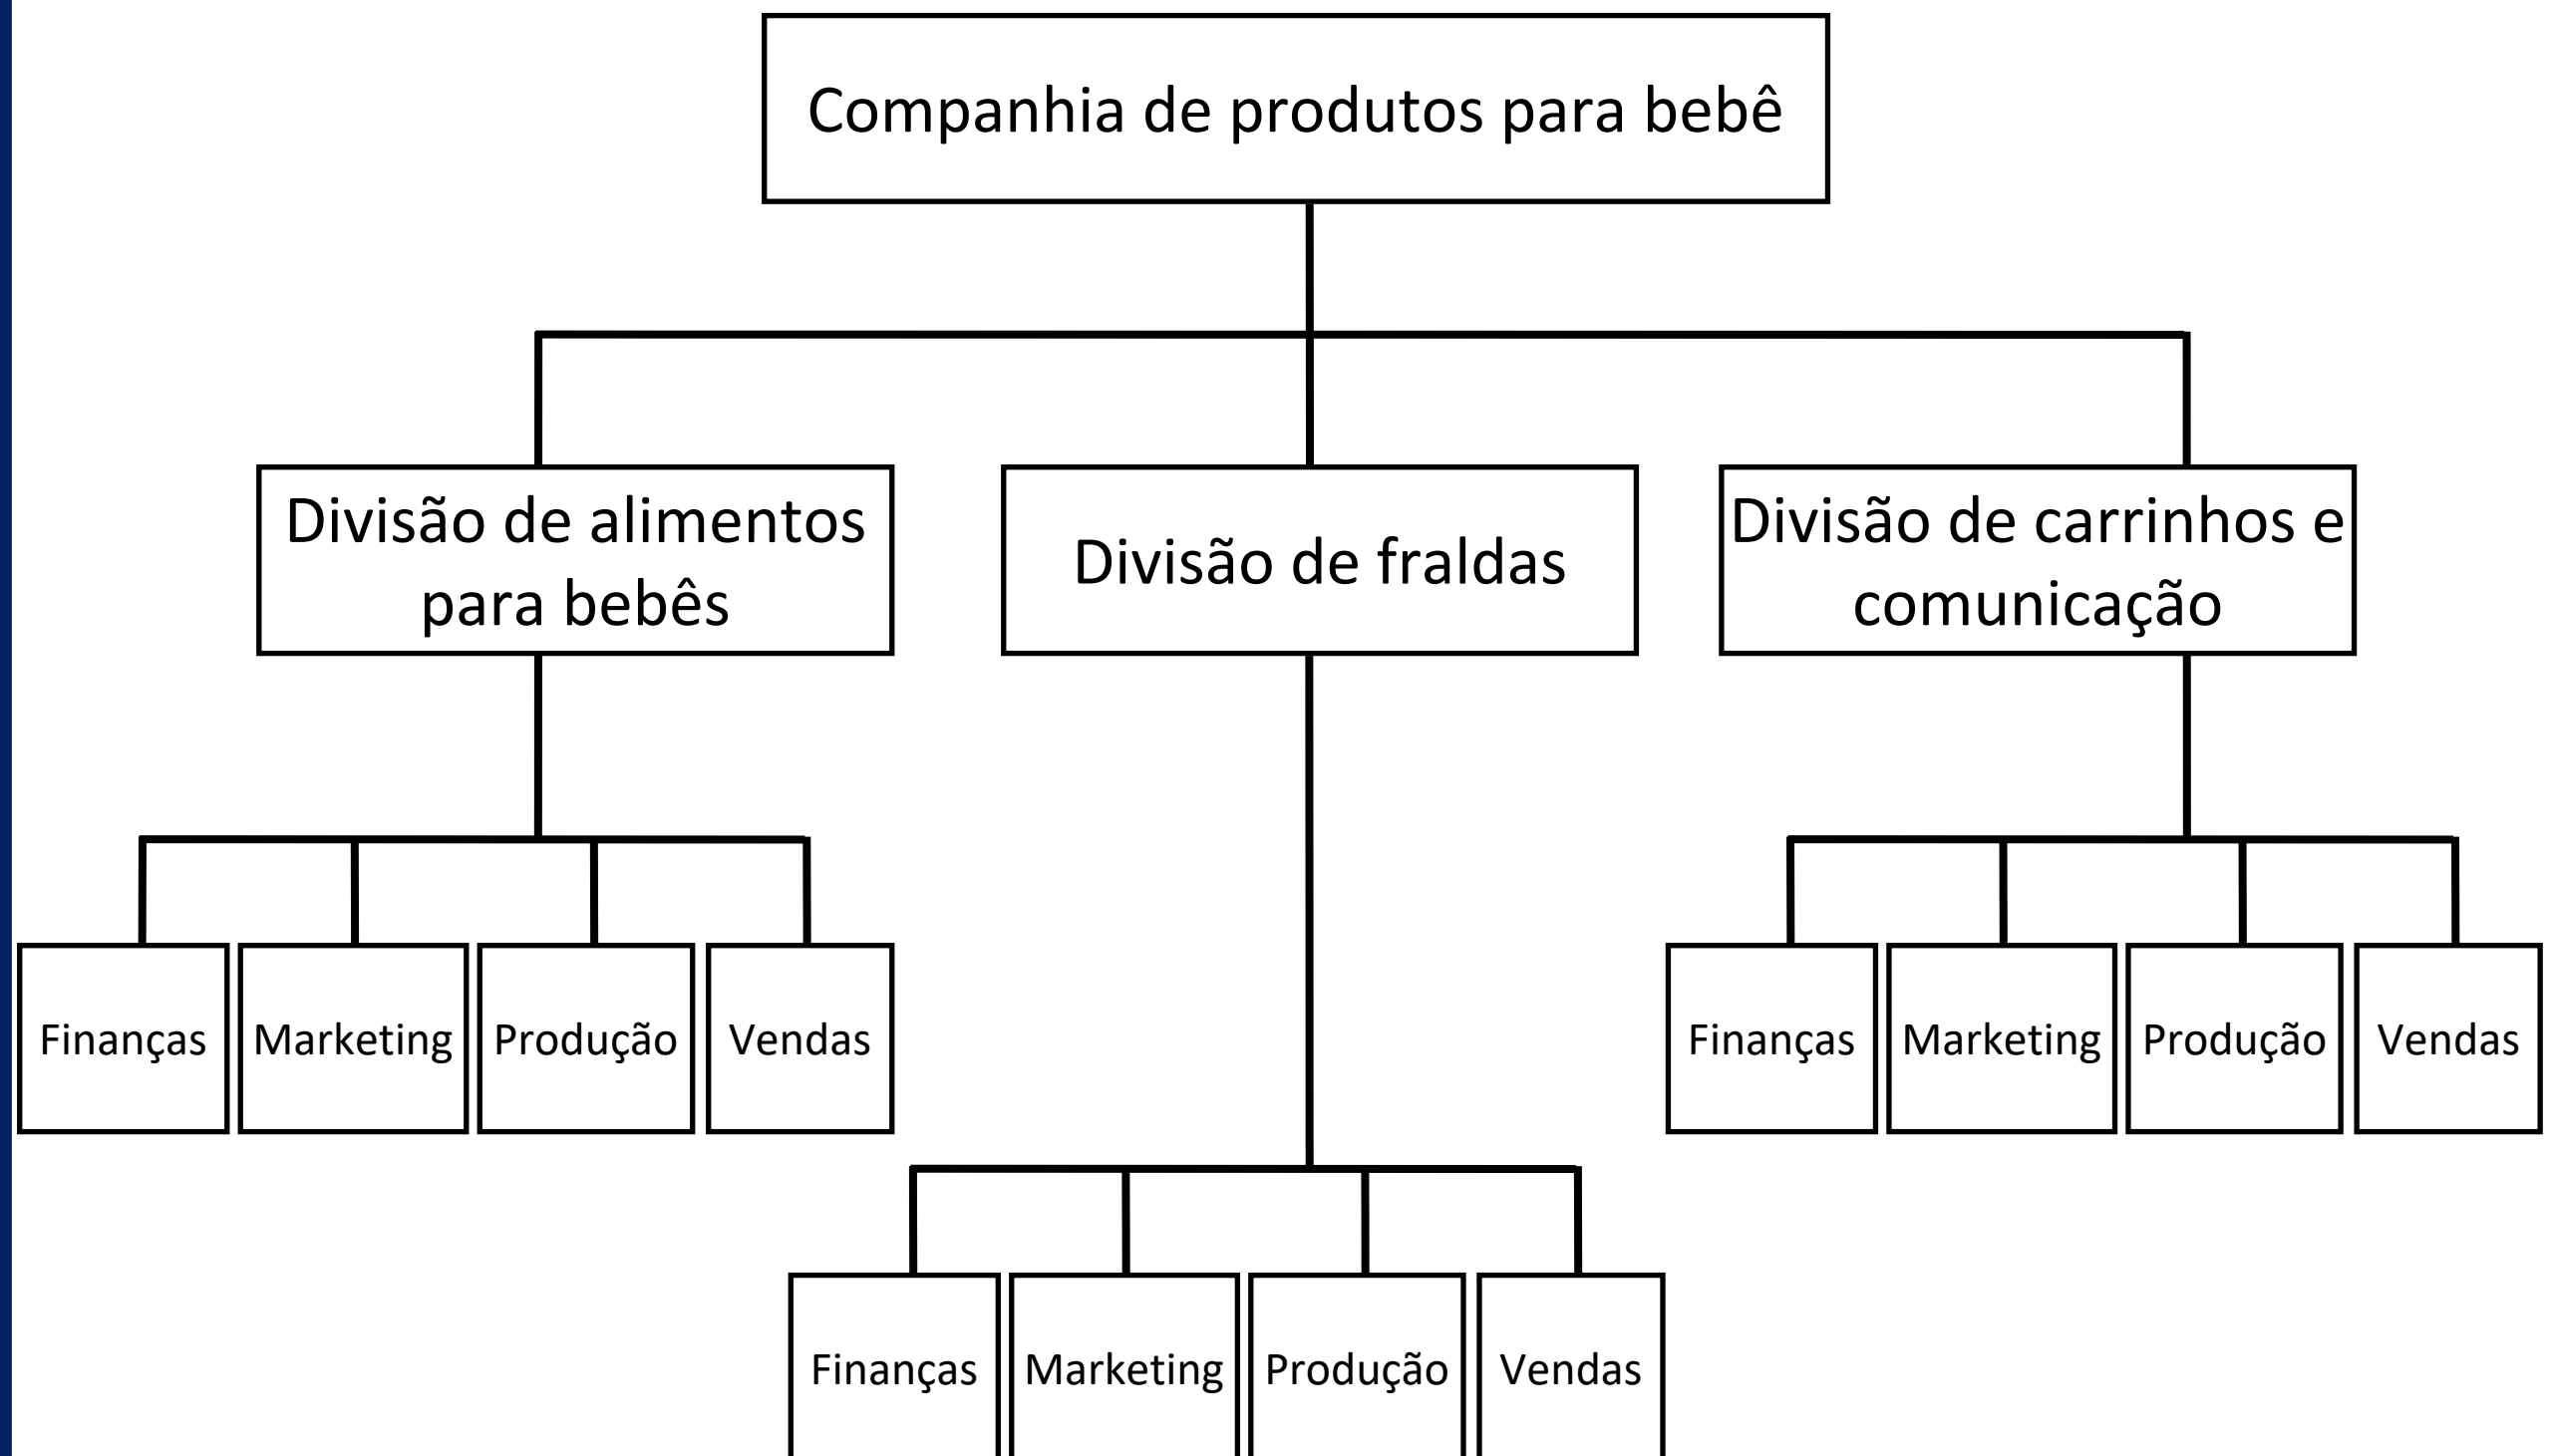 Companhia de produtos para bebê
Divisão de alimentos
para bebês
Divisão de fraldas
Divisão de carrinhos e
comunicação
Finanças
Marketing
Produção
Vendas
Finanças
Marketing
Produção
Vendas
Finanças
Marketing
Produção
Vendas